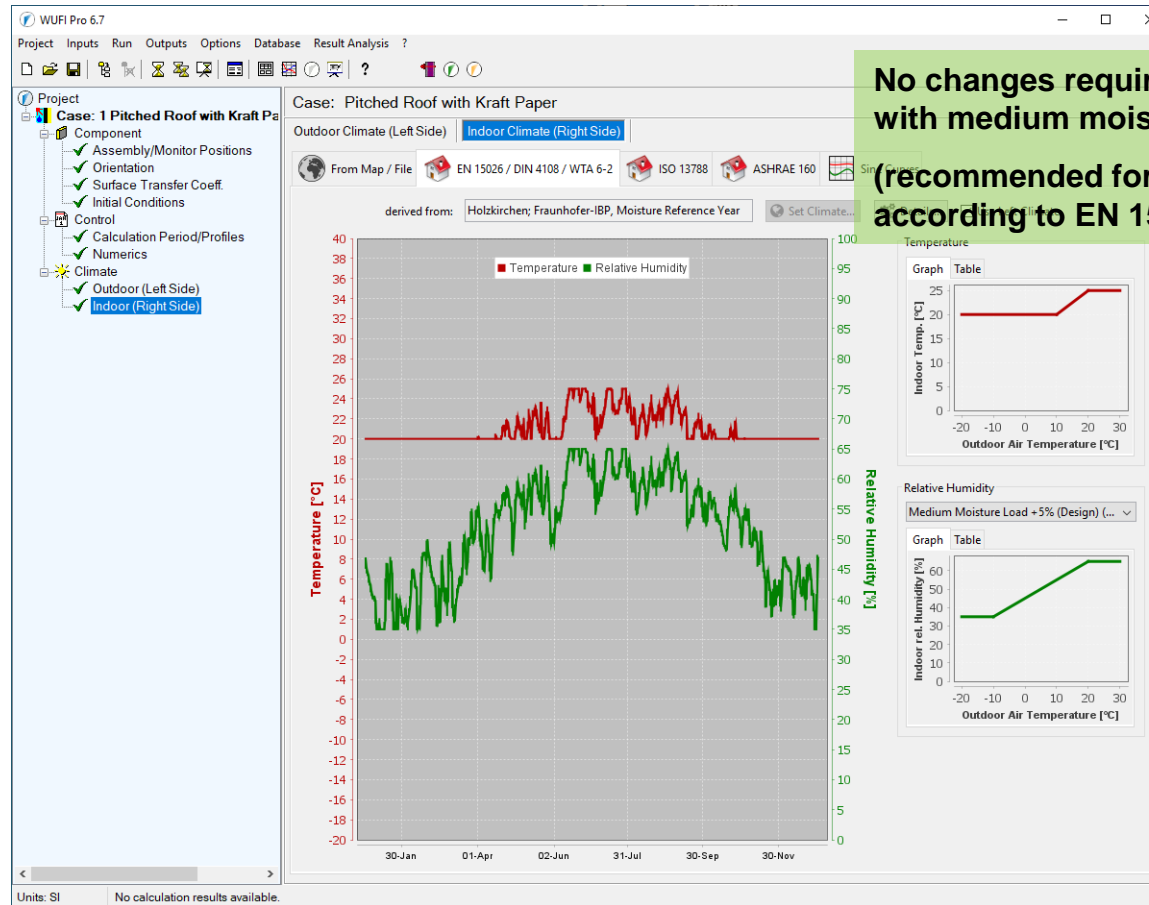 WUFI Pro 6.7
Project Inputs Run Outputs Options Database Result Analysis ?
No changes requir
with medium mois
(recommended for
according to EN 15
Project
Case: 1 Pitched Roof with Kraft Pa
Component
Assembly/Monitor Positions
Orientation
Surface Transfer Coeff.
Initial Conditions
Control
Calculation Period/Profiles
Numerics
Climate
Outdoor (Left Side)
Indoor (Right Side)
Case: Pitched Roof with Kraft Paper
Outdoor Climate (Left Side) Indoor Climate (Right Side)
From Map / File EN 15026 / DIN 4108 / WTA 6-2 ISO 13788 ASHRAE 160 Sine Curves
derived from: Holzkirchen; Fraunhofer-IBP, Moisture Reference Year Set Climate...
Temperature Relative Humidity
Temperature [°C]
40
38
36
34
32
30
28
26
24
22
20
18
16
14
12
10
8
6
4
2
0
-2
-4
-6
-8
-10
-12
-14
-16
-18
-20
Relative Humidity [%]
100
95
90
85
80
75
70
65
60
55
50
45
40
35
30
25
20
15
10
5
0
30-Jan 01-Apr 02-Jun 31-Jul 30-Sep 30-Nov
Temperature
Graph Table
Indoor Temp. [°C]
25
20
15
10
5
0
-20 -10 0 10 20 30
Outdoor Air Temperature [°C]
Relative Humidity
Medium Moisture Load +5% (Design) (...
Graph Table
Indoor rel. Humidity [%]
60
50
40
30
20
10
0
-20 -10 0 10 20 30
Outdoor Air Temperature [°C]
Units: SI No calculation results available.